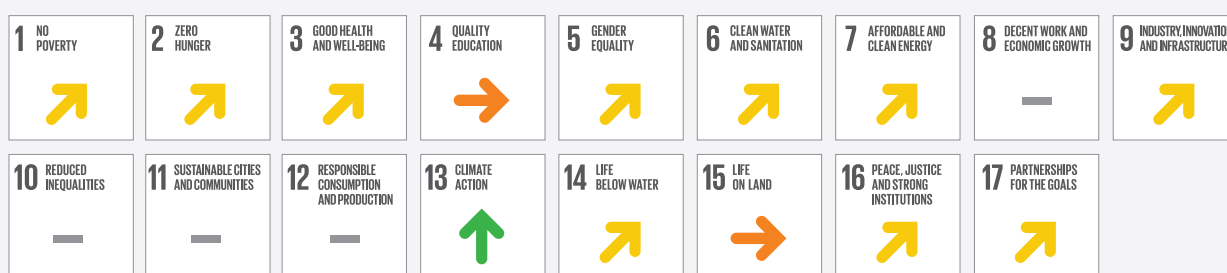 1 NO POVERTY
2 ZERO HUNGER
3 GOOD HEALTH AND WELL-BEING
4 QUALITY EDUCATION
5 GENDER EQUALITY
6 CLEAN WATER AND SANITATION
7 AFFORDABLE AND CLEAN ENERGY
8 DECENT WORK AND ECONOMIC GROWTH
9 INDUSTRY, INNOVATION AND INFRASTRUCTURE
10 REDUCED INEQUALITIES
11 SUSTAINABLE CITIES AND COMMUNITIES
12 RESPONSIBLE CONSUMPTION AND PRODUCTION
13 CLIMATE ACTION
14 LIFE BELOW WATER
15 LIFE ON LAND
16 PEACE, JUSTICE AND STRONG INSTITUTIONS
17 PARTNERSHIPS FOR THE GOALS